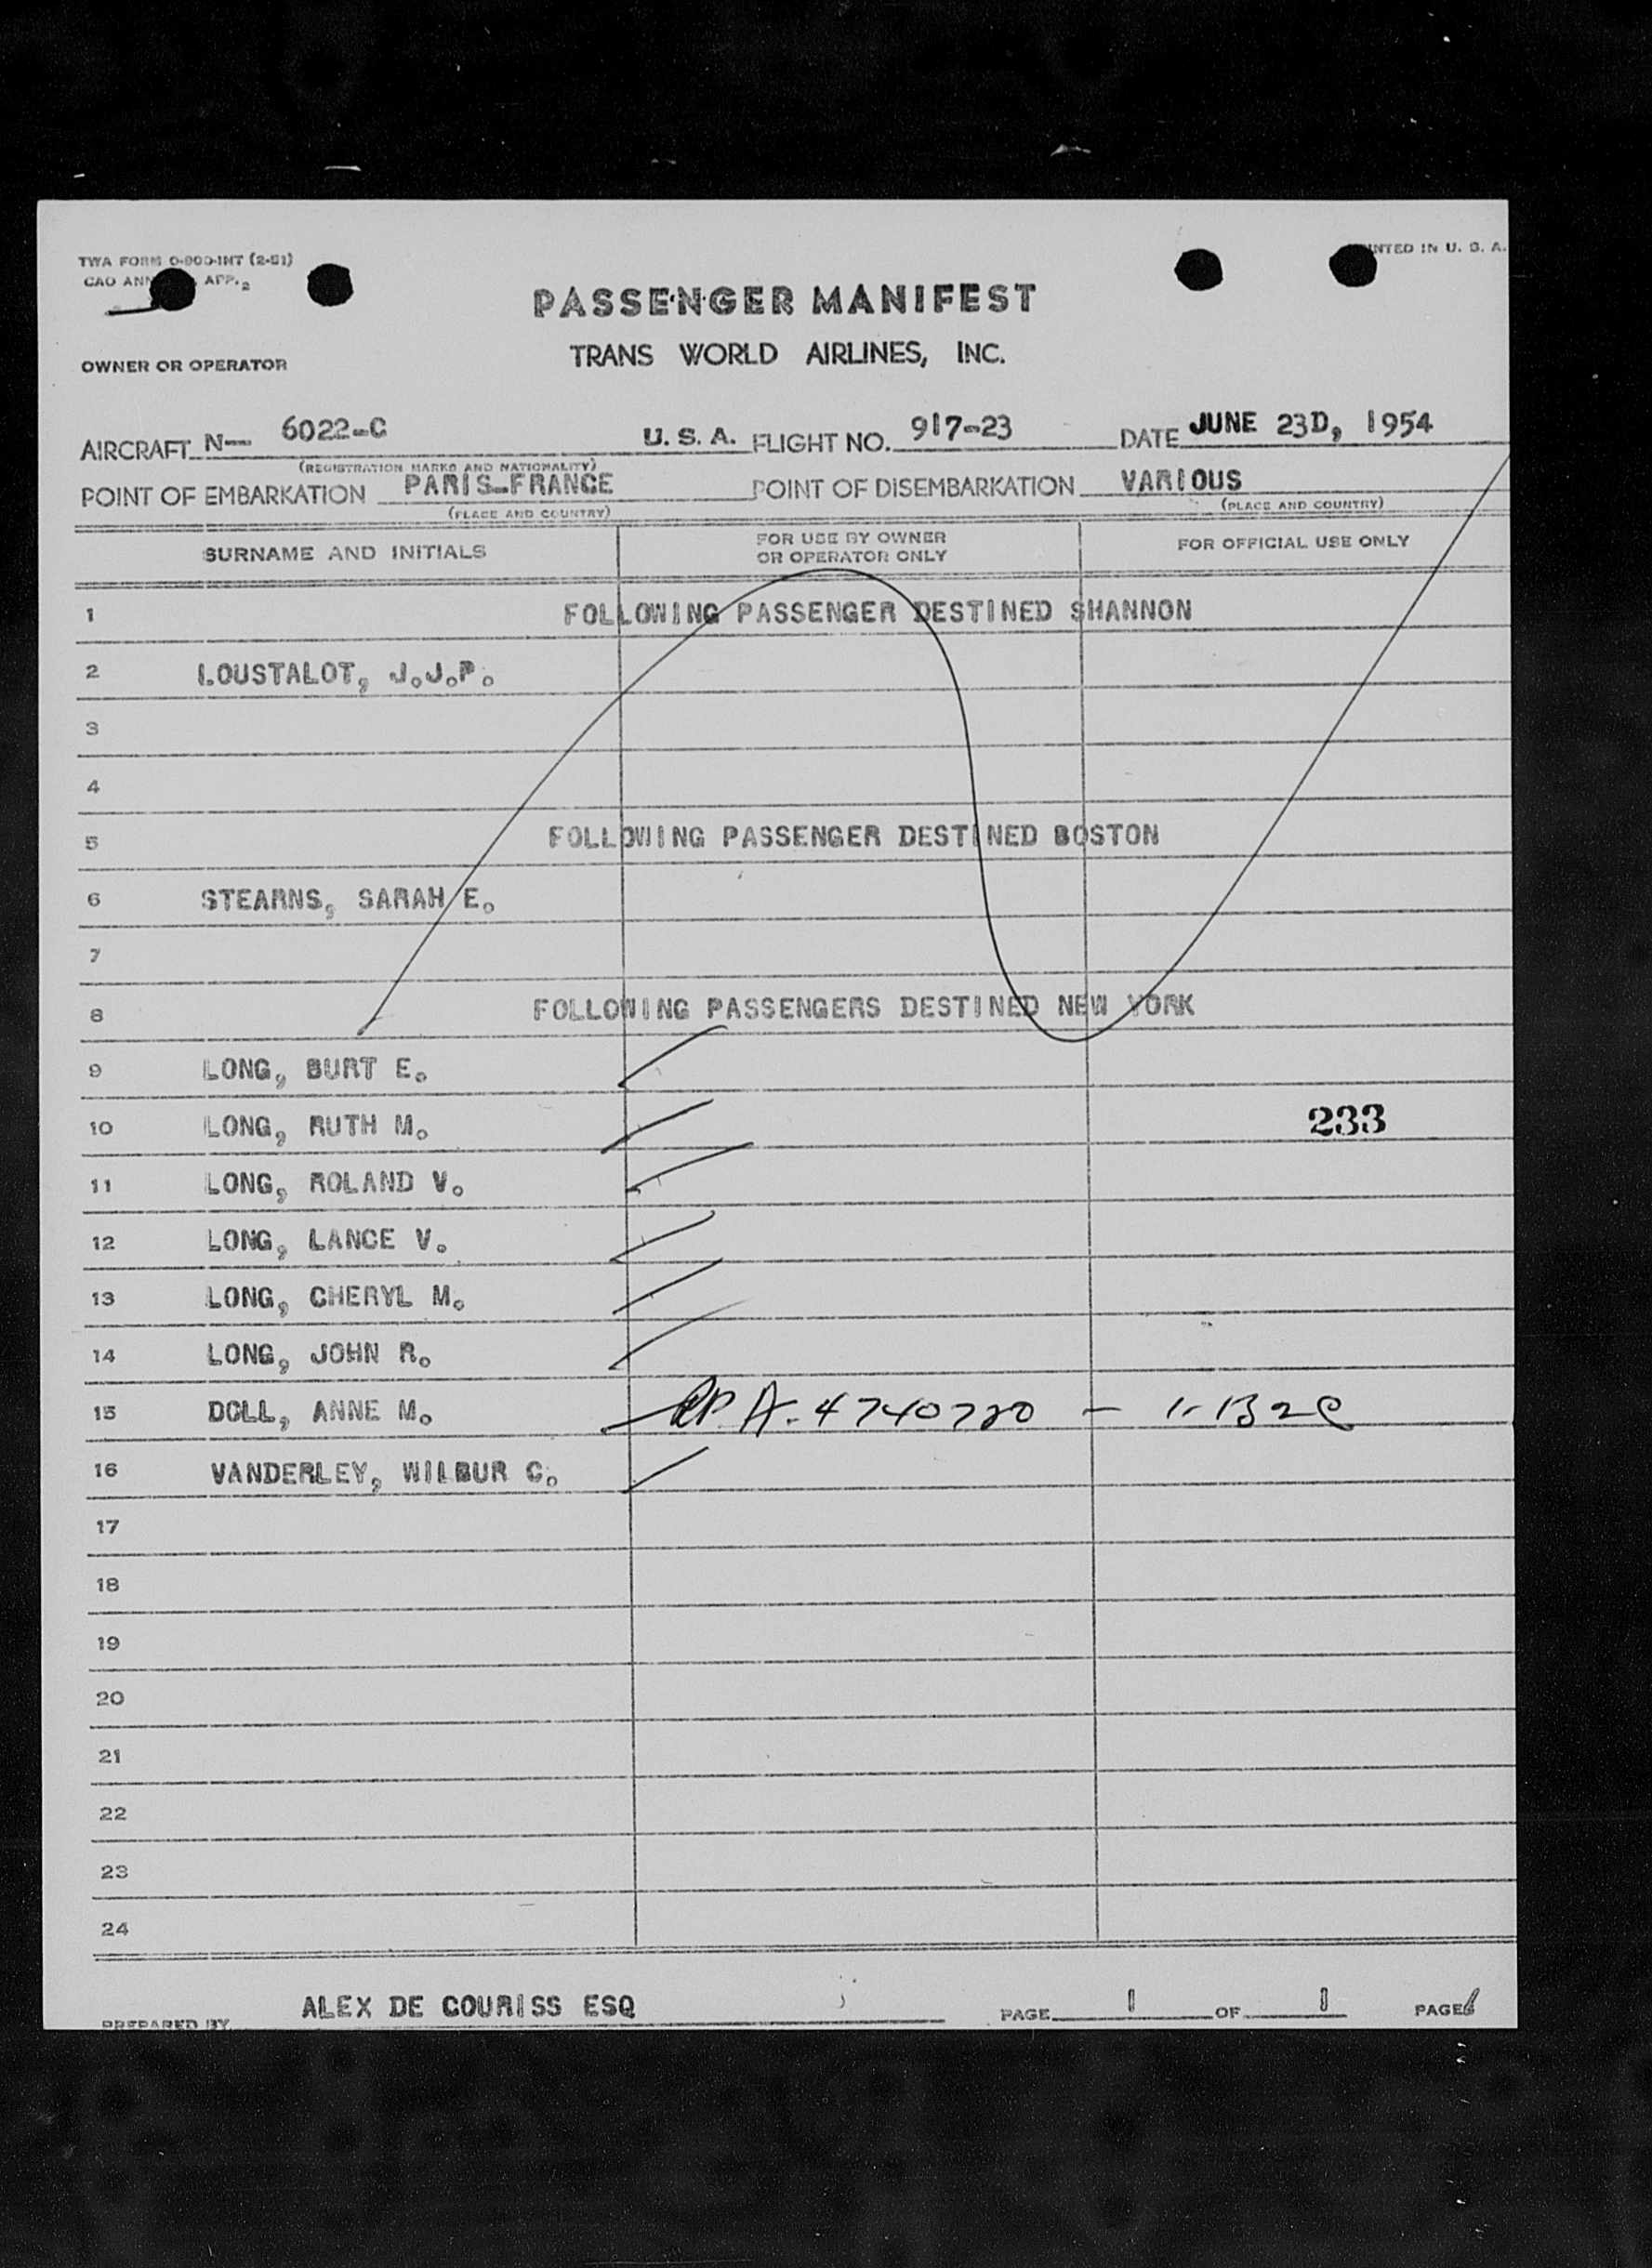 TWA FORM O-900-INT (2-51)
PRINTED IN U. S. A.
CAO ANN APP. 2
PASSENGER MANIFEST
OWNER OR OPERATOR
TRANS WORLD AIRLINES, INC.
AIRCRAFT N— 6022-C U. S. A. FLIGHT NO. 917-23 DATE JUNE 23D, 1954
(REGISTRATION MARKS AND NATIONALITY)
POINT OF EMBARKATION PARIS-FRANCE POINT OF DISEMBARKATION VARIOUS
(PLACE AND COUNTRY) (PLACE AND COUNTRY)
SURNAME AND INITIALS FOR USE BY OWNER OR OPERATOR ONLY FOR OFFICIAL USE ONLY
1 FOLLOWING PASSENGER DESTINED SHANNON
2 LOUSTALOT, J.J.P.
3
4
5 FOLLOWING PASSENGER DESTINED BOSTON
6 STEARNS, SARAH E.
7
8 FOLLOWING PASSENGERS DESTINED NEW YORK
9 LONG, BURT E.
10 LONG, RUTH M. 233
11 LONG, ROLAND V.
12 LONG, LANCE V.
13 LONG, CHERYL M.
14 LONG, JOHN R.
15 DOLL, ANNE M. A-4740720 –
16 VANDERLEY, WILBUR C.
17
18
19
20
21
22
23
24
PREPARED BY ALEX DE COURISS ESQ PAGE 1 OF 1 PAGES